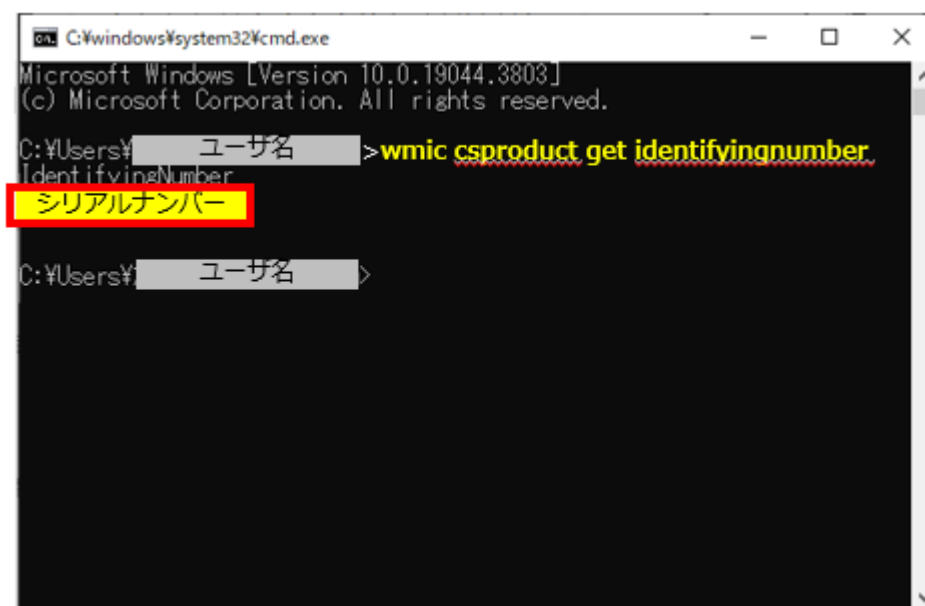 C:¥windows¥system32¥cmd.exe
Microsoft Windows [Version 10.0.19044.3803]
(c) Microsoft Corporation. All rights reserved.
C:¥Users¥ ユーザ名 >wmic csproduct get identifyingnumber
IdentifyingNumber
シリアルナンバー
C:¥Users¥ ユーザ名 >